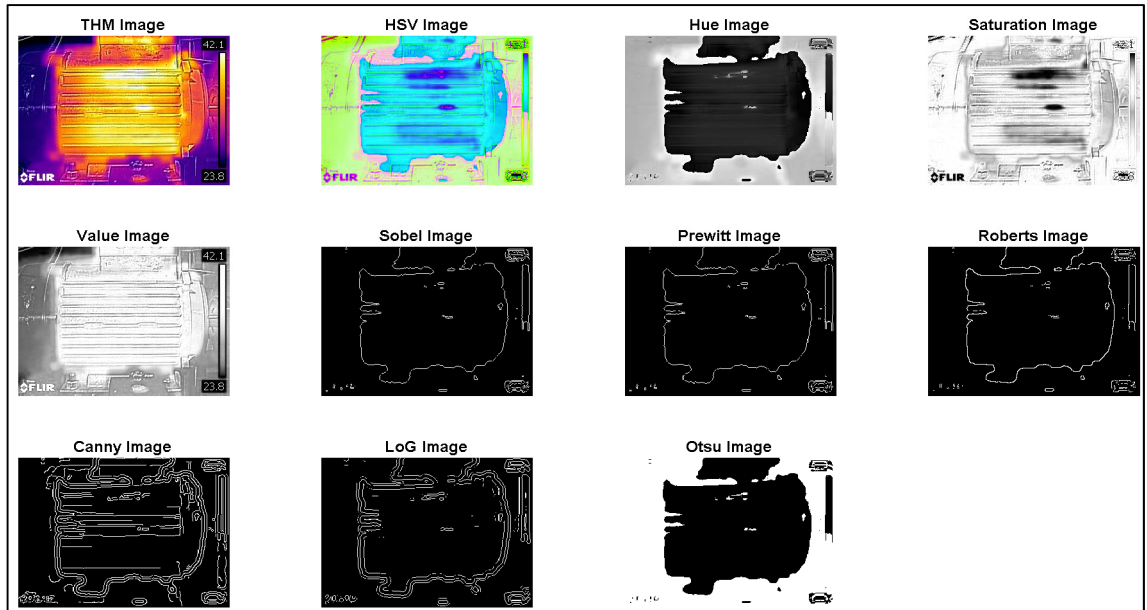 THM Image
HSV Image
Hue Image
Saturation Image
42.1
23.8
FLIR
FLIR
FLIR
Value Image
Sobel Image
Prewitt Image
Roberts Image
42.1
23.8
FLIR
Canny Image
LoG Image
Otsu Image